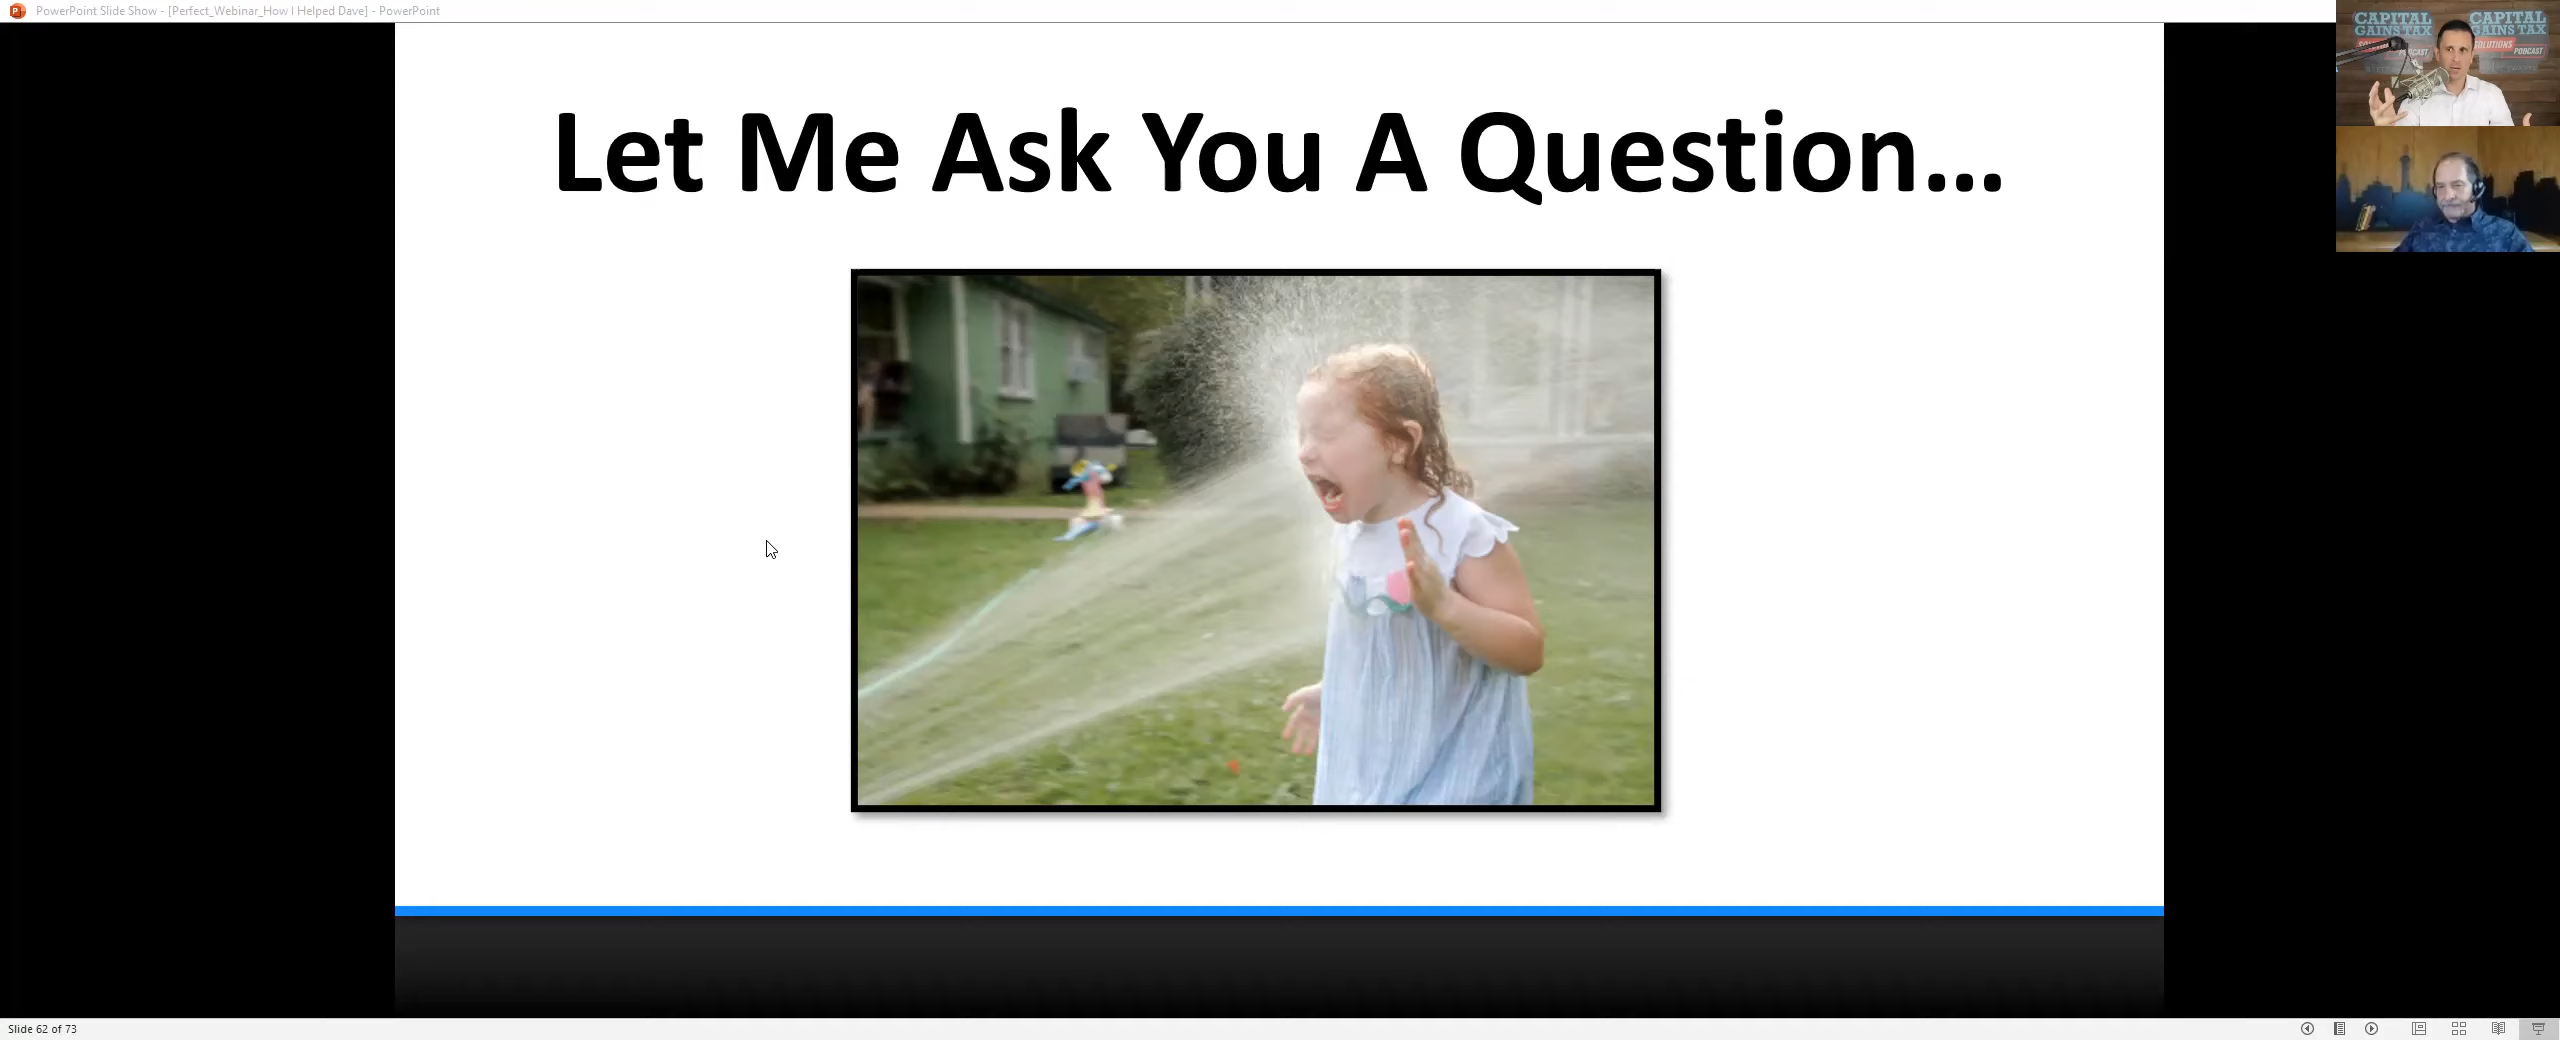 PowerPoint Slide Show - [Perfect_Webinar_How I Helped Dave] - PowerPoint
Let Me Ask You A Question...
CAPITAL
GAINS TAX
PODCAST
CAPITAL
GAINS TAX
SOLUTIONS
PODCAST
Slide 62 of 73